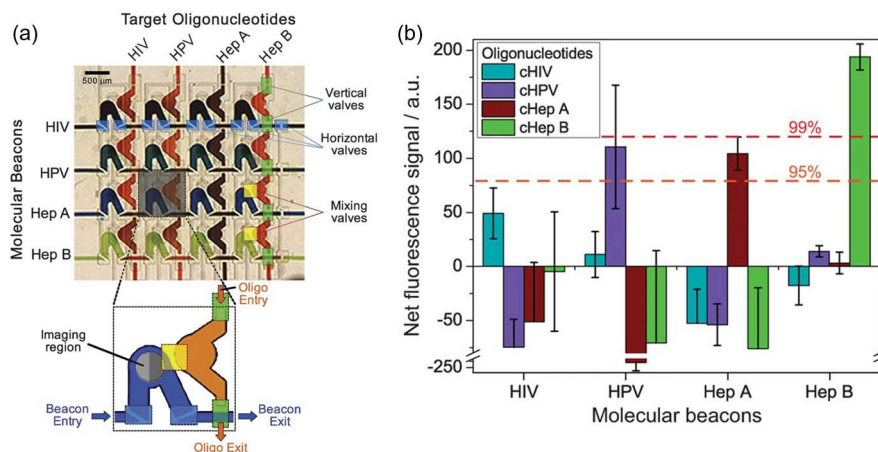 (a)
Target Oligonucleotides
HIV
HPV
Hep A
Hep B
500 µm
Vertical
valves
Horizontal
valves
Mixing
valves
Molecular Beacons
HIV
HPV
Hep A
Hep B
Oligo
Entry
Imaging
region
Beacon
Entry
Beacon
Exit
Oligo Exit
(b)
Net fluorescence signal / a.u.
200
150
100
50
0
-50
-250
Oligonucleotides
cHIV
cHPV
cHep A
cHep B
99%
95%
HIV
HPV
Hep A
Hep B
Molecular beacons